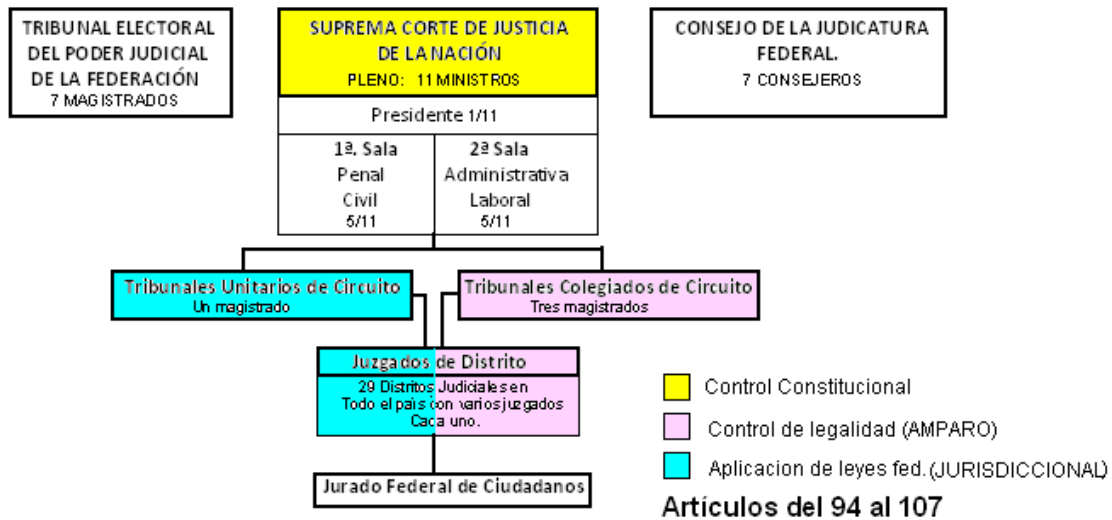 TRIBUNAL ELECTORAL
DEL PODER JUDICIAL
DE LA FEDERACIÓN
7 MAGISTRADOS
SUPREMA CORTE DE JUSTICIA
DE LA NACIÓN
PLENO: 11 MINISTROS
Presidente 1/11
1ª. Sala
Penal
Civil
5/11
2ª Sala
Administrativa
Laboral
5/11
CONSEJO DE LA JUDICATURA
FEDERAL.
7 CONSEJEROS
Tribunales Unitarios de Circuito
Un magistrado
Tribunales Colegiados de Circuito
Tres magistrados
Juzgados de Distrito
29 Distritos Judiciales en
Todo el pais con varios juzgados
Cada uno.
Jurado Federal de Ciudadanos
Control Constitucional
Control de legalidad (AMPARO)
Aplicacion de leyes fed.(JURISDICCIONAL)
Artículos del 94 al 107